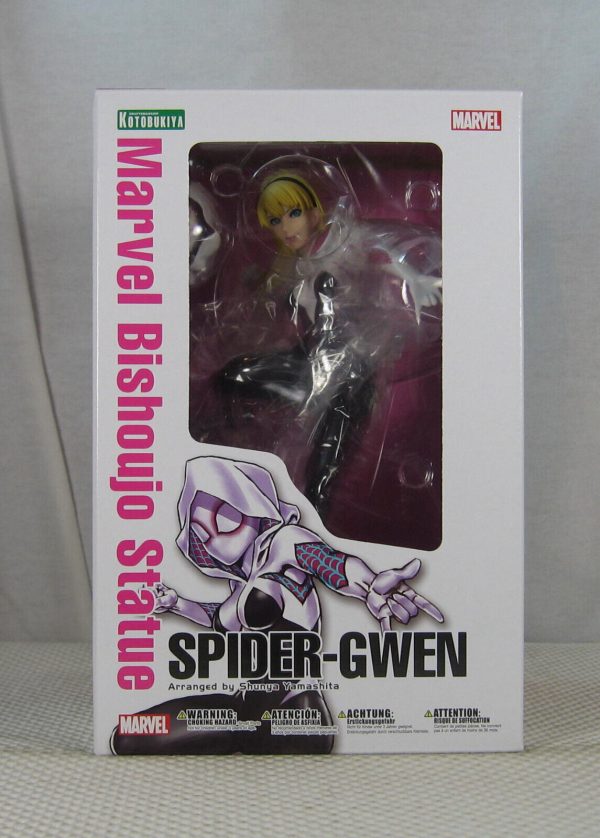 KOTOBUKIYA
MARVEL
Marvel Bishoujo Statue
SPIDER-GWEN
Arranged by Shunya Yamashita
MARVEL
WARNING:
CHOKING HAZARD
ATENCIÓN:
PELIGRO DE ASFIXIA
ACHTUNG:
Erstickungsgefahr
ATTENTION:
RISQUE DE SUFFOCATION